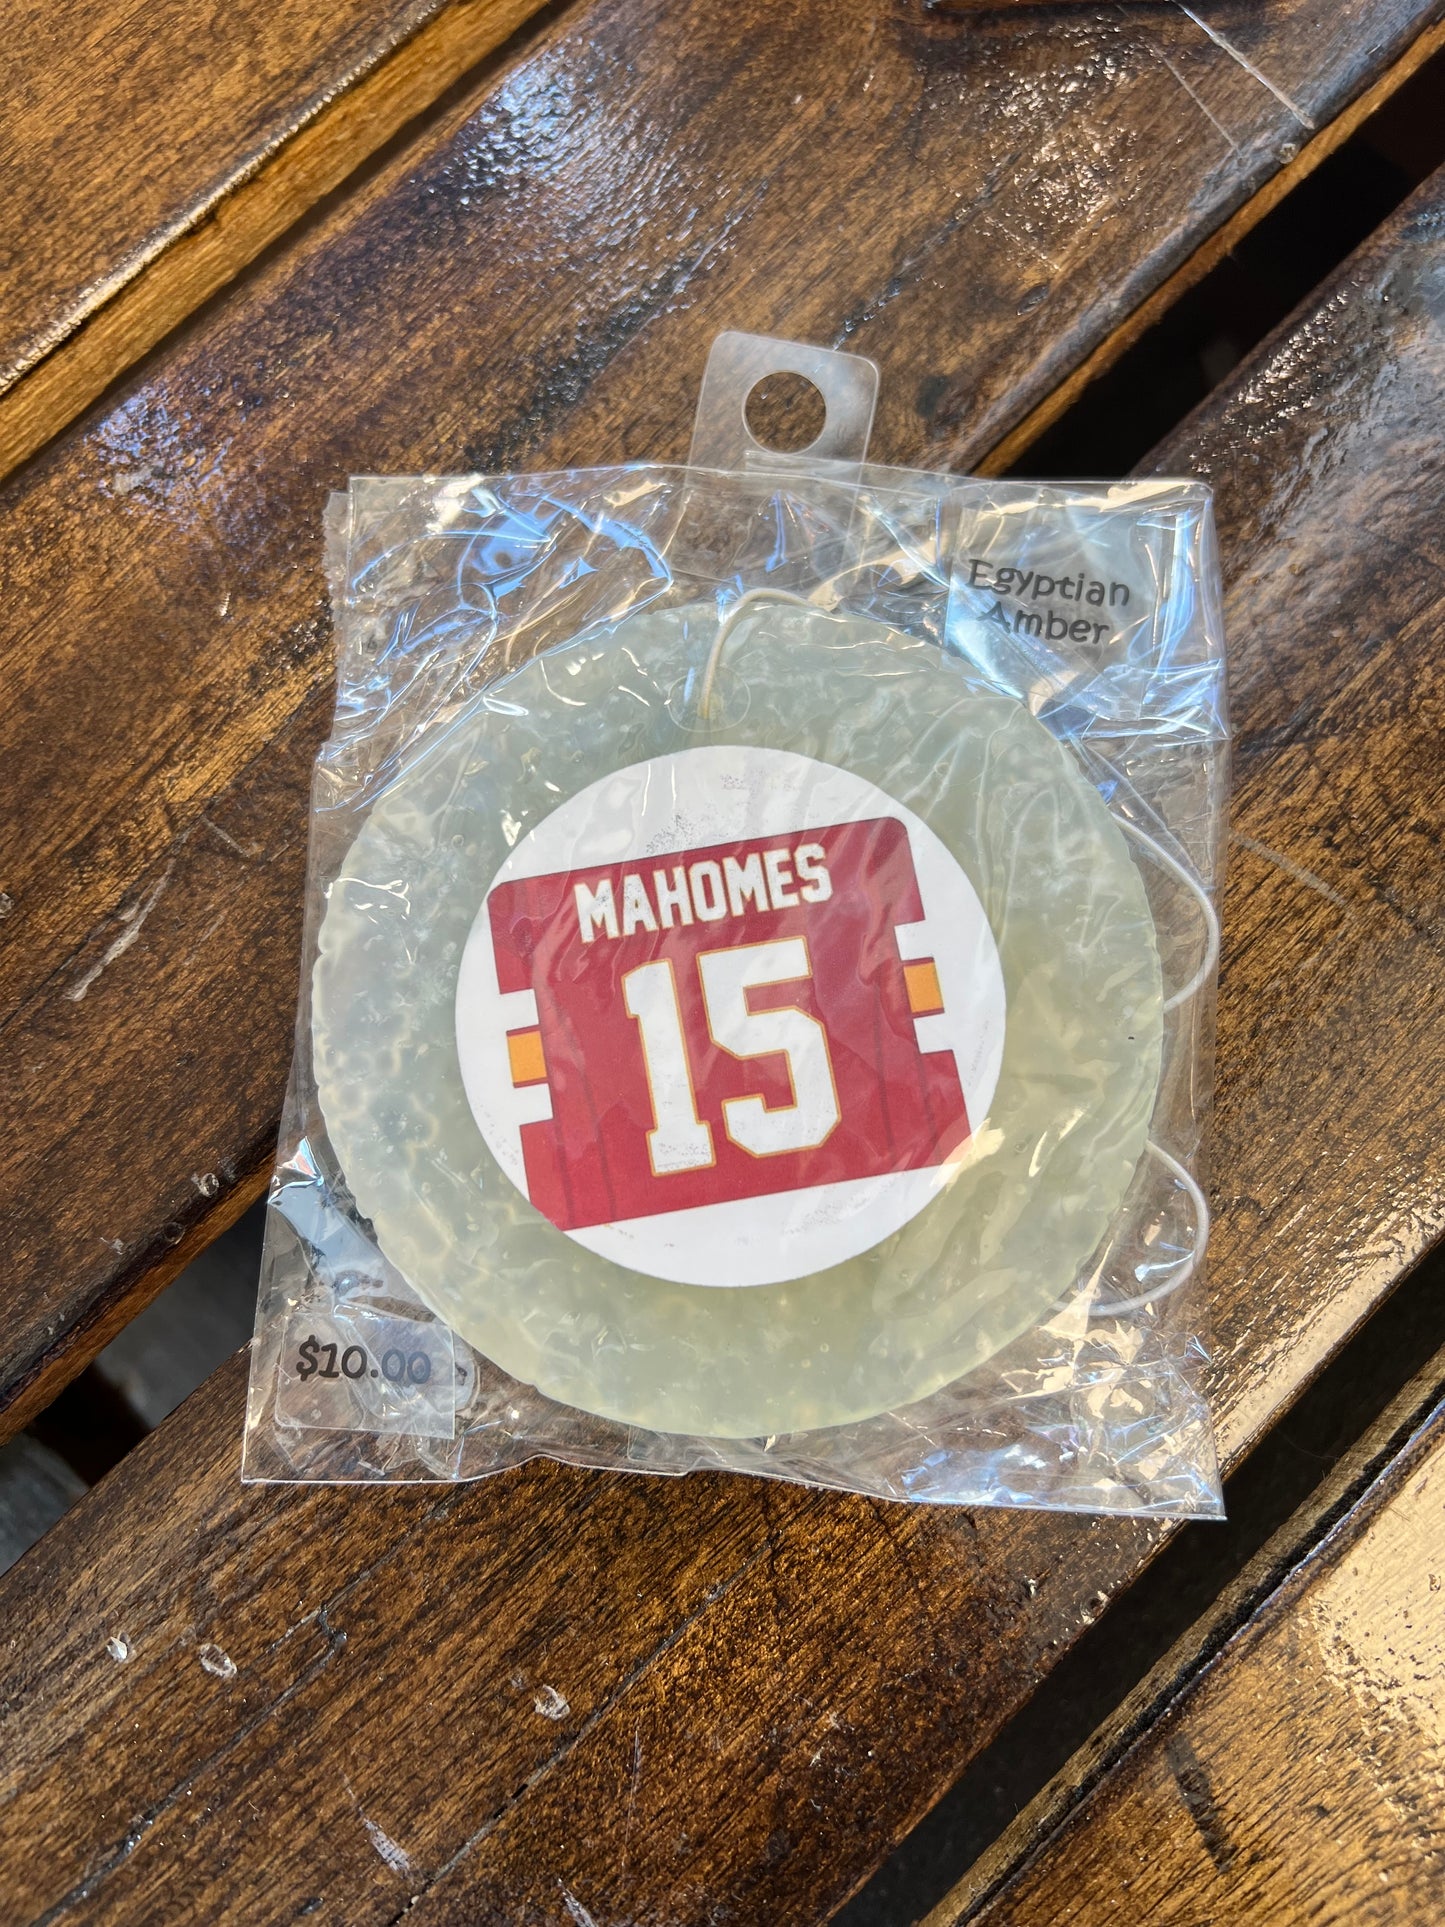 Egyptian
Amber
MAHOMES
15
$10.00